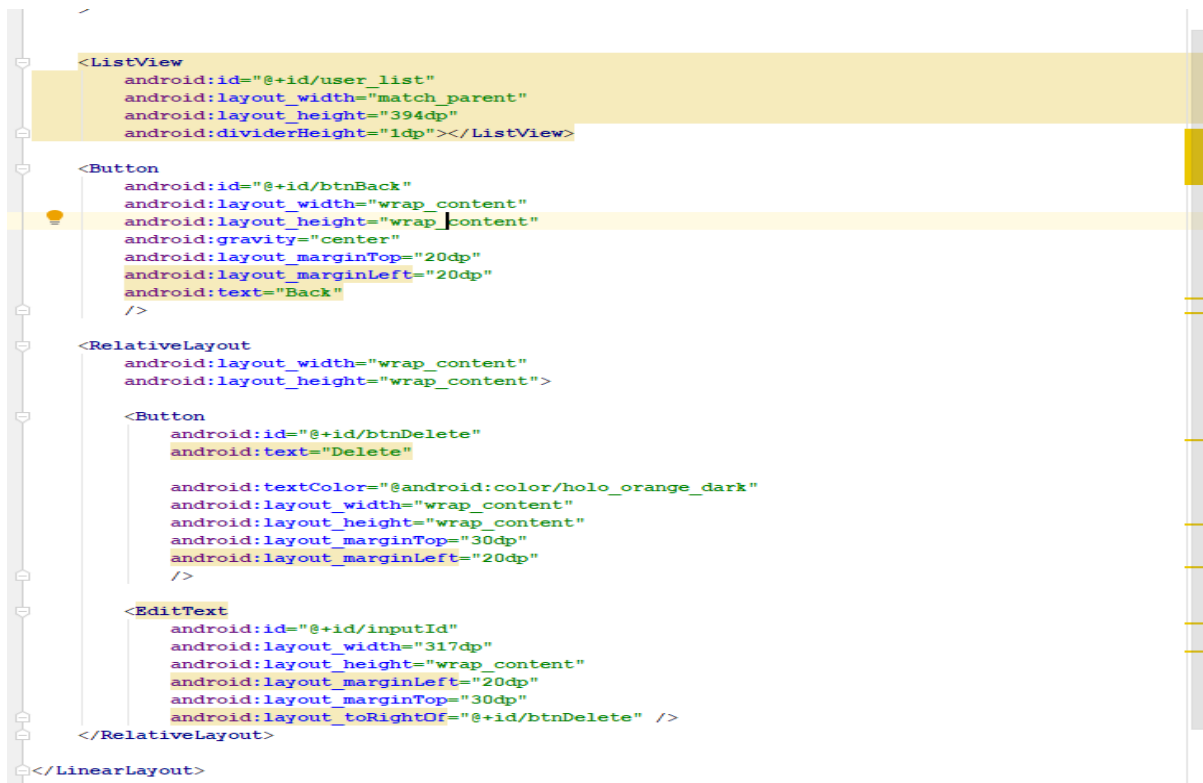 <ListView
android:id="@+id/user_list"
android:layout_width="match_parent"
android:layout_height="394dp"
android:dividerHeight="1dp"></ListView>
<Button
android:id="@+id/btnBack"
android:layout_width="wrap_content"
android:layout_height="wrap_content"
android:gravity="center"
android:layout_marginTop="20dp"
android:layout_marginLeft="20dp"
android:text="Back"
/>
<RelativeLayout
android:layout_width="wrap_content"
android:layout_height="wrap_content">
<Button
android:id="@+id/btnDelete"
android:text="Delete"
android:textColor="@android:color/holo_orange_dark"
android:layout_width="wrap_content"
android:layout_height="wrap_content"
android:layout_marginTop="30dp"
android:layout_marginLeft="20dp"
/>
<EditText
android:id="@+id/inputId"
android:layout_width="317dp"
android:layout_height="wrap_content"
android:layout_marginLeft="20dp"
android:layout_marginTop="30dp"
android:layout_toRightOf="@+id/btnDelete" />
</RelativeLayout>
</LinearLayout>